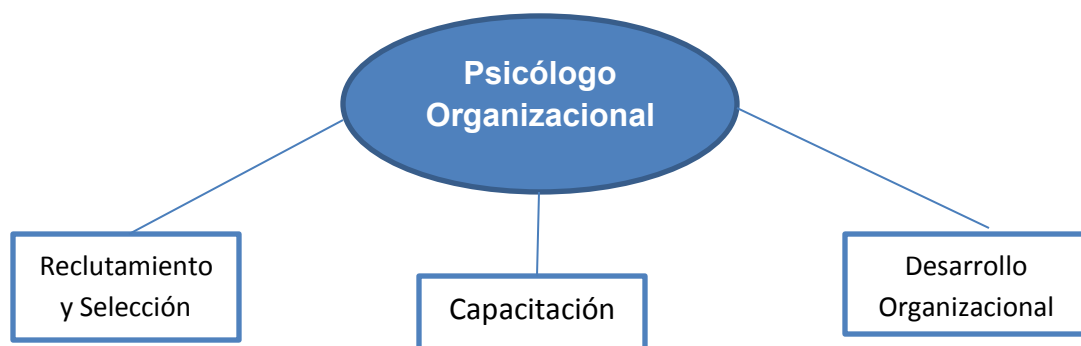 Psicólogo
Organizacional
Reclutamiento
y Selección
Capacitación
Desarrollo
Organizacional